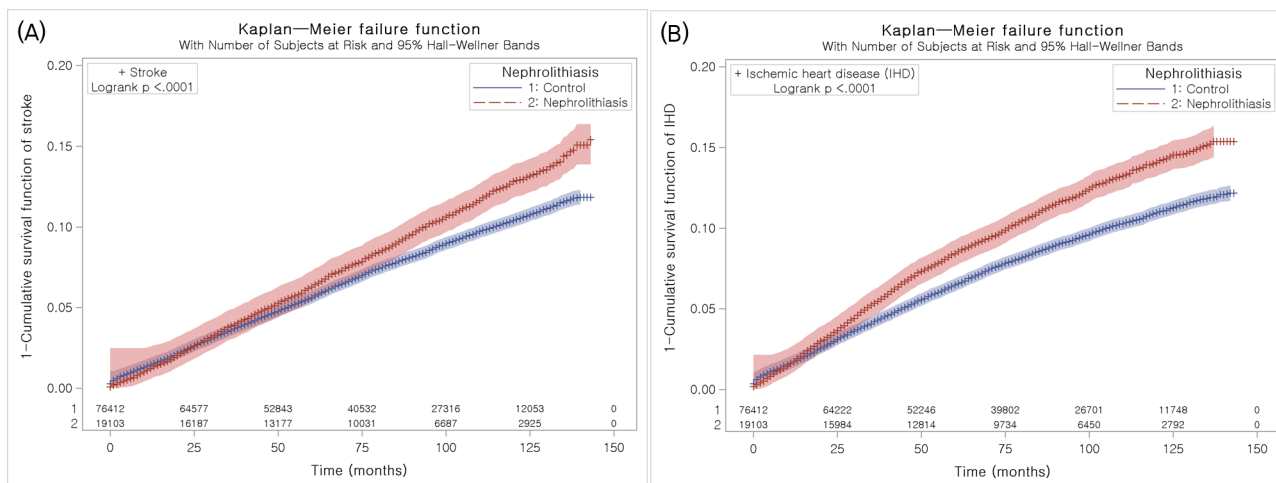 (A)
Kaplan—Meier failure function
With Number of Subjects at Risk and 95% Hall-Wellner Bands
+ Stroke
Logrank p <.0001
Nephrolithiasis
1: Control
2: Nephrolithiasis
1-Cumulative survival function of stroke
0.20
0.15
0.10
0.05
0.00
1 76412 64577 52843 40532 27316 12053 0
2 19103 16187 13177 10031 6687 2925 0
0 25 50 75 100 125 150
Time (months)
(B)
Kaplan—Meier failure function
With Number of Subjects at Risk and 95% Hall-Wellner Bands
+ Ischemic heart disease (IHD)
Logrank p <.0001
Nephrolithiasis
1: Control
2: Nephrolithiasis
1-Cumulative survival function of IHD
0.20
0.15
0.10
0.05
0.00
1 76412 64222 52246 39802 26701 11748 0
2 19103 15984 12814 9734 6450 2792 0
0 25 50 75 100 125 150
Time (months)